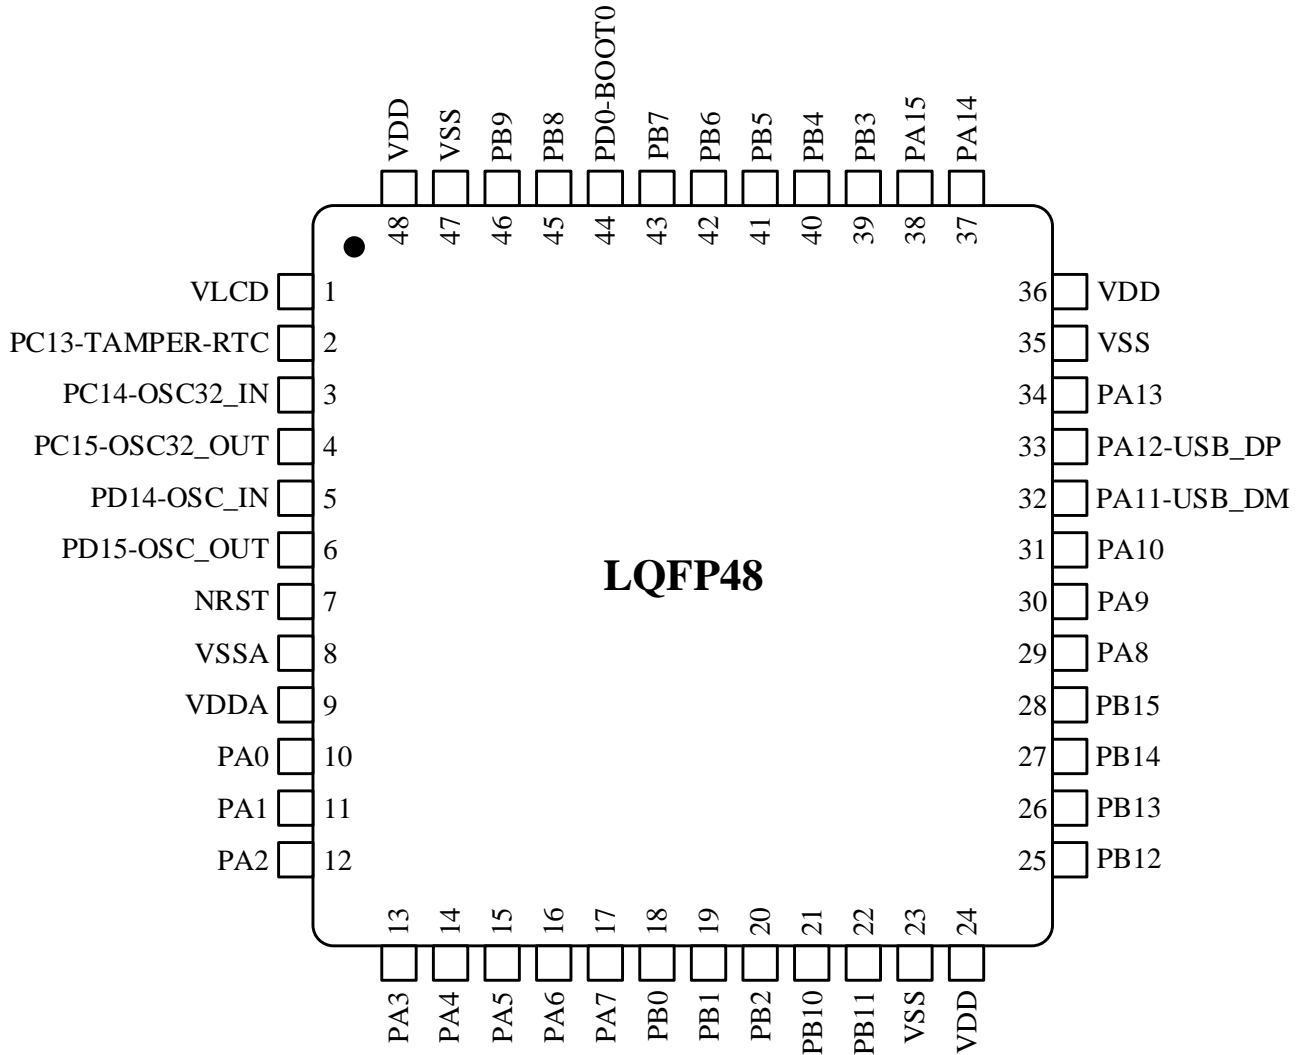 VDD
VSS
PB9
PB8
PD0-BOOT0
PB7
PB6
PB5
PB4
PB3
PA15
PA14
48
47
46
45
44
43
42
41
40
39
38
37
VLCD 1
PC13-TAMPER-RTC 2
PC14-OSC32_IN 3
PC15-OSC32_OUT 4
PD14-OSC_IN 5
PD15-OSC_OUT 6
NRST 7
VSSA 8
VDDA 9
PA0 10
PA1 11
PA2 12
LQFP48
36 VDD
35 VSS
34 PA13
33 PA12-USB_DP
32 PA11-USB_DM
31 PA10
30 PA9
29 PA8
28 PB15
27 PB14
26 PB13
25 PB12
13
14
15
16
17
18
19
20
21
22
23
24
PA3
PA4
PA5
PA6
PA7
PB0
PB1
PB2
PB10
PB11
VSS
VDD